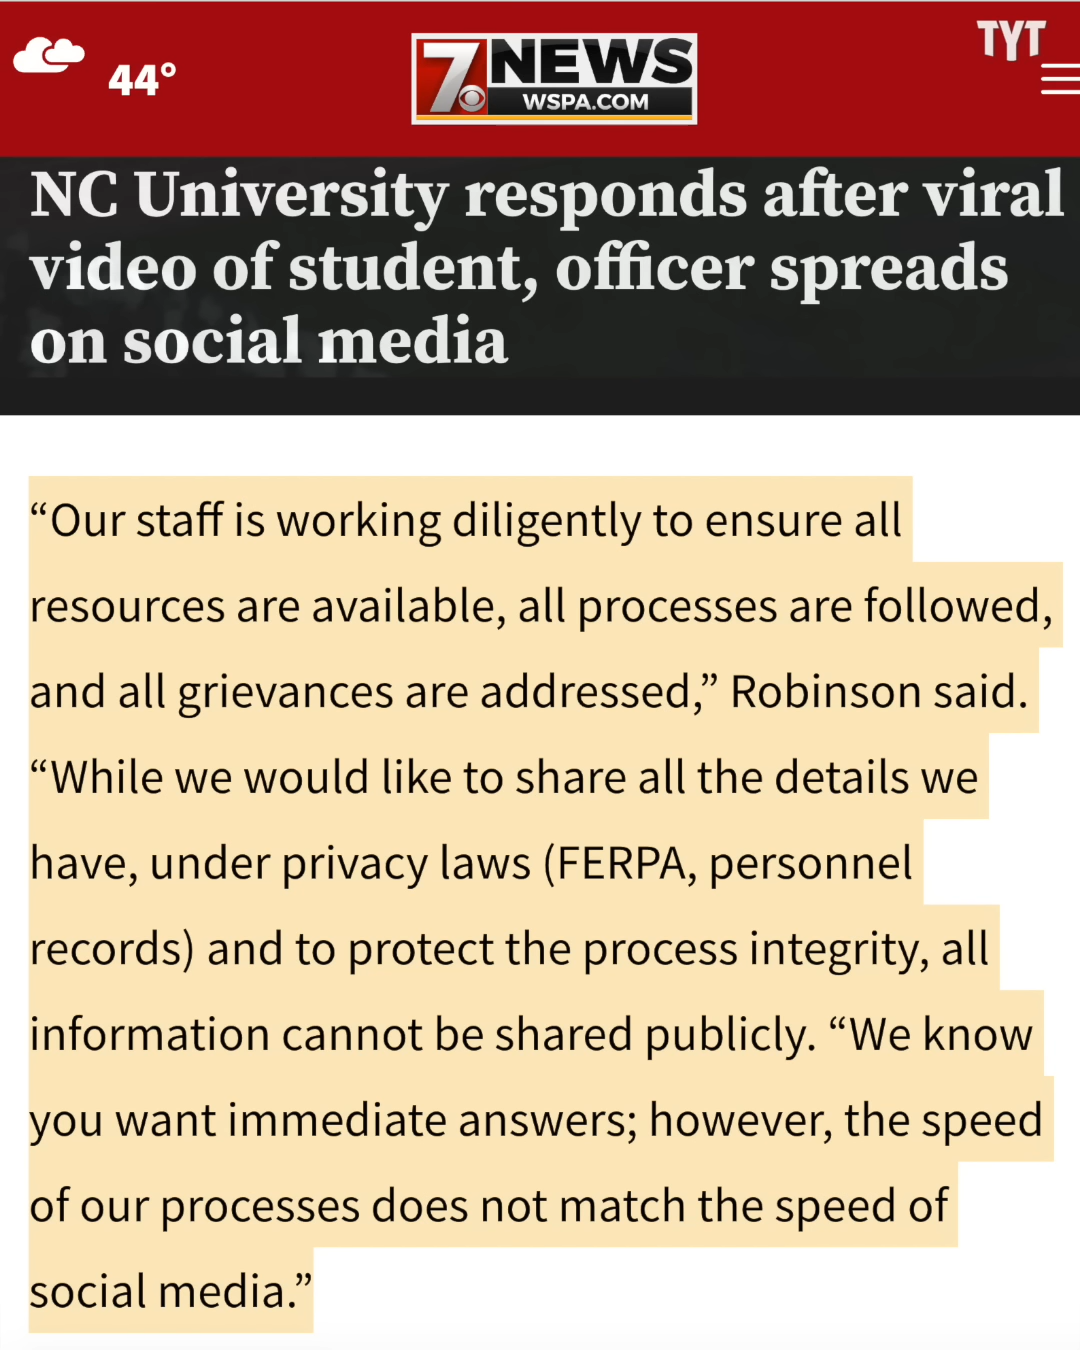 44°
7 NEWS
WSPA.COM
TYT
NC University responds after viral
video of student, officer spreads
on social media
“Our staff is working diligently to ensure all
resources are available, all processes are followed,
and all grievances are addressed,” Robinson said.
“While we would like to share all the details we
have, under privacy laws (FERPA, personnel
records) and to protect the process integrity, all
information cannot be shared publicly. “We know
you want immediate answers; however, the speed
of our processes does not match the speed of
social media.”